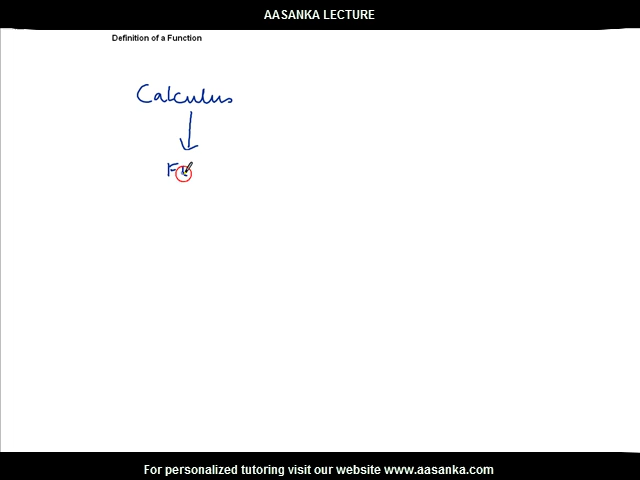 AASANKA LECTURE
Definition of a Function
Calculus
For personalized tutoring visit our website www.aasanka.com